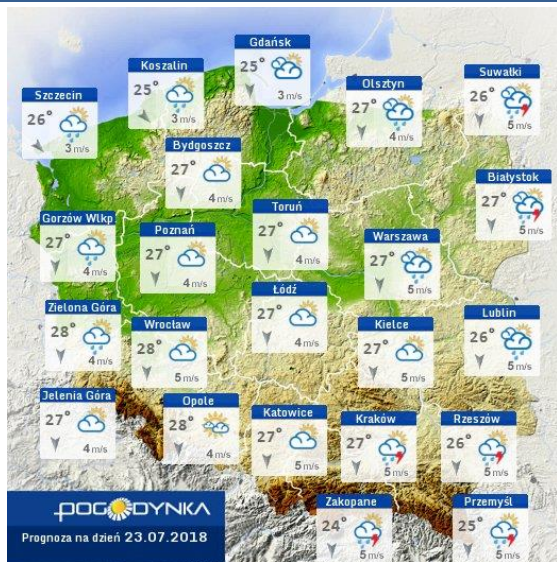 Gdańsk
25°
3 m/s
Koszalin
25°
3 m/s
Szczecin
26°
3 m/s
Olsztyn
27°
4 m/s
Suwałki
26°
5 m/s
Bydgoszcz
27°
4 m/s
Białystok
27°
5 m/s
Gorzów Wlkp
27°
4 m/s
Poznań
27°
4 m/s
Toruń
27°
4 m/s
Warszawa
27°
5 m/s
Zielona Góra
28°
4 m/s
Wrocław
28°
5 m/s
Łódź
27°
4 m/s
Kielce
27°
5 m/s
Lublin
26°
5 m/s
Jelenia Góra
27°
4 m/s
Opole
28°
4 m/s
Katowice
27°
5 m/s
Kraków
27°
5 m/s
Rzeszów
26°
5 m/s
Zakopane
24°
5 m/s
Przemyśl
25°
5 m/s
POGODYNKA
Prognoza na dzień 23.07.2018